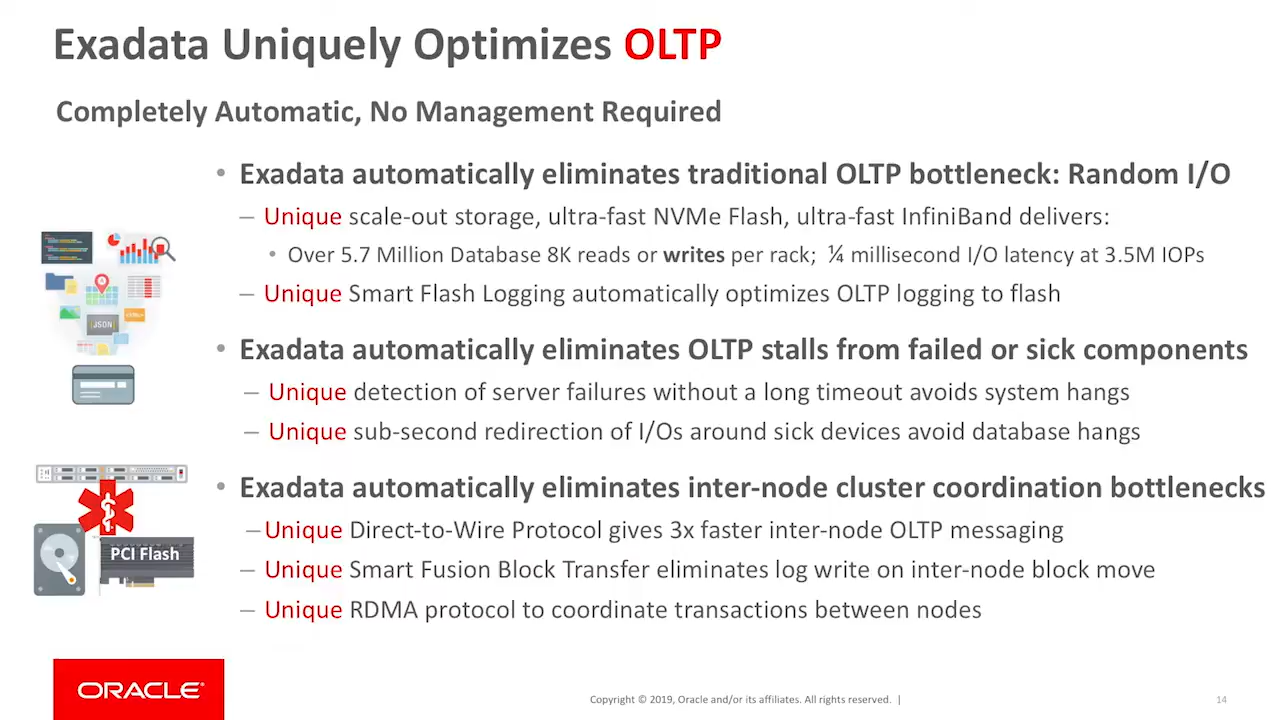 Exadata Uniquely Optimizes OLTP
Completely Automatic, No Management Required
• Exadata automatically eliminates traditional OLTP bottleneck: Random I/O
– Unique scale-out storage, ultra-fast NVMe Flash, ultra-fast InfiniBand delivers:
• Over 5.7 Million Database 8K reads or writes per rack; ¼ millisecond I/O latency at 3.5M IOPs
– Unique Smart Flash Logging automatically optimizes OLTP logging to flash
• Exadata automatically eliminates OLTP stalls from failed or sick components
– Unique detection of server failures without a long timeout avoids system hangs
– Unique sub-second redirection of I/Os around sick devices avoid database hangs
• Exadata automatically eliminates inter-node cluster coordination bottlenecks
–Unique Direct-to-Wire Protocol gives 3x faster inter-node OLTP messaging
– Unique Smart Fusion Block Transfer eliminates log write on inter-node block move
– Unique RDMA protocol to coordinate transactions between nodes
JSON
PCI Flash
ORACLE®
Copyright © 2019, Oracle and/or its affiliates. All rights reserved. |
14